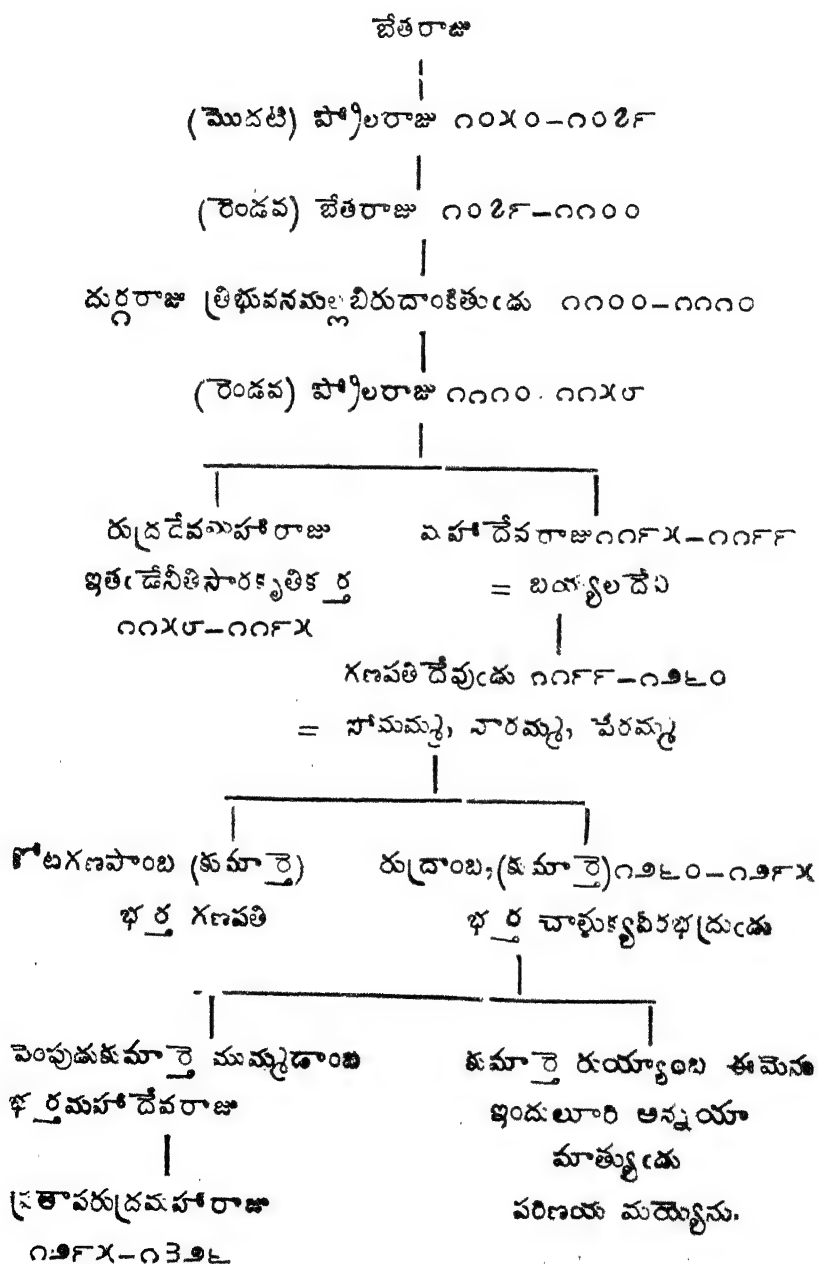 బేతరాజు
(మొదటి) ప్రోలరాజు ౧౦౫౦–౧౦౭౯
(రెండవ) బేతరాజు ౧౦౭౯–౧౧౦౦
దుర్గరాజు త్రిభువనమల్లబిరుదాంకితుఁడు ౧౧౦౦–౧౧౧౦
(రెండవ) ప్రోలరాజు ౧౧౧౦. ౧౧౫౮
రుద్రదేవమహారాజు
ఇతఁడేనీతిసారకృతికర్త
౧౧౫౮–౧౧౯౫
మహాదేవరాజు౧౧౯౫–౧౧౯౯
= బయ్యలదేవి
గణపతిదేవుఁడు ౧౧౯౯–౧౨౬౦
= సోమమ్మ, నారమ్మ, పేరమ్మ
కోటగణపాంబ (కుమార్తె)
భర్త గణపతి
రుద్రాంబ,(కుమార్తె)౧౨౬౦–౧౨౯౫
భర్త చాళుక్యవీరభద్రుఁడు
పెంపుడుకుమార్తె ముమ్మడాంబ
భర్తమహాదేవరాజు
ప్రతాపరుద్రమహారాజు
౧౨౯౫–౧౩౨౬
కుమార్తె రుయ్యాంబ ఈమెను
ఇందులూరి అన్నయా
మాత్యుఁడు
పరిణయ మయ్యెను.